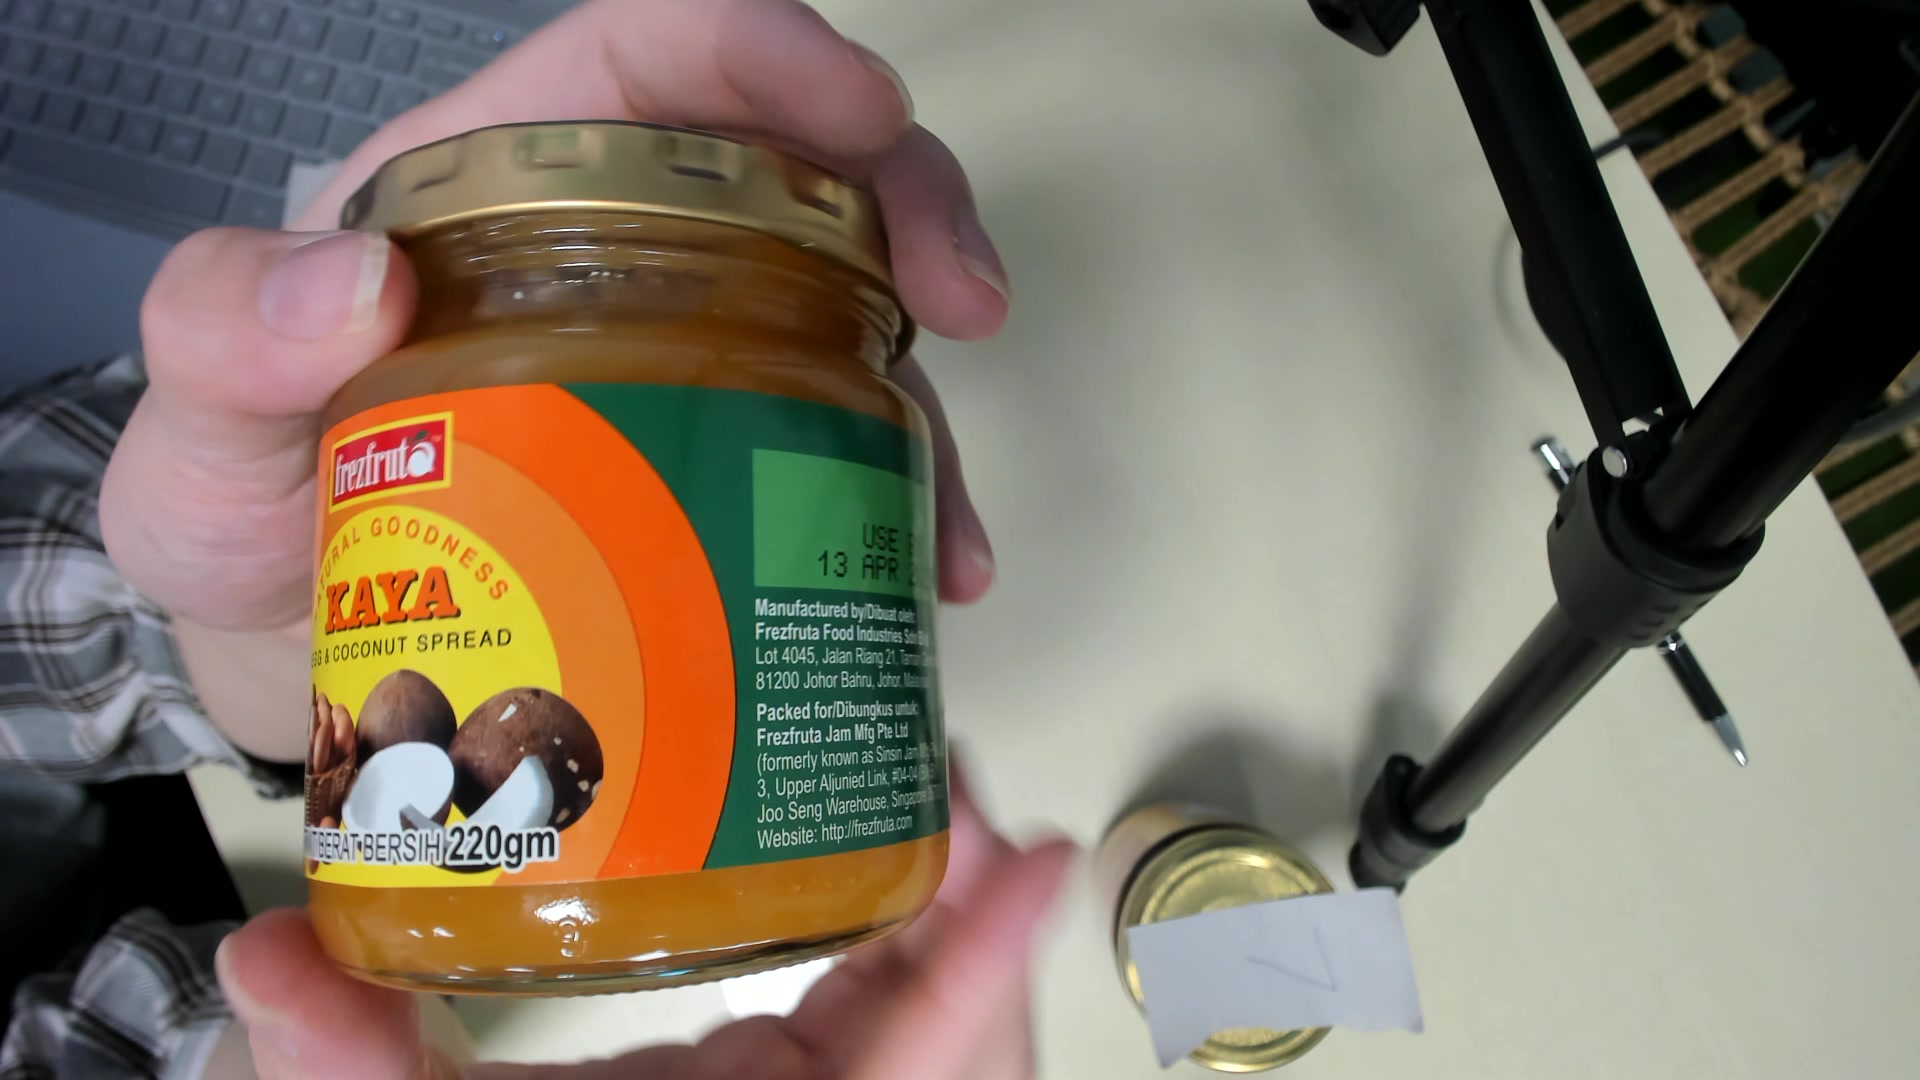 frezfruta
NATURAL GOODNESS
KAYA
EGG & COCONUT SPREAD
BERAT BERSIH 220gm
USE
13 APR
Manufactured by/Dibuat oleh:
Frezfruta Food Industries Sdn
Lot 4045, Jalan Riang 21, Taman
81200 Johor Bahru, Johor,
Packed for/Dibungkus untuk:
Frezfruta Jam Mfg Pte Ltd
(formerly known as Sinsin Jam
3, Upper Aljunied Link, #04-04
Joo Seng Warehouse, Singapore
Website: http://frezfruta.com